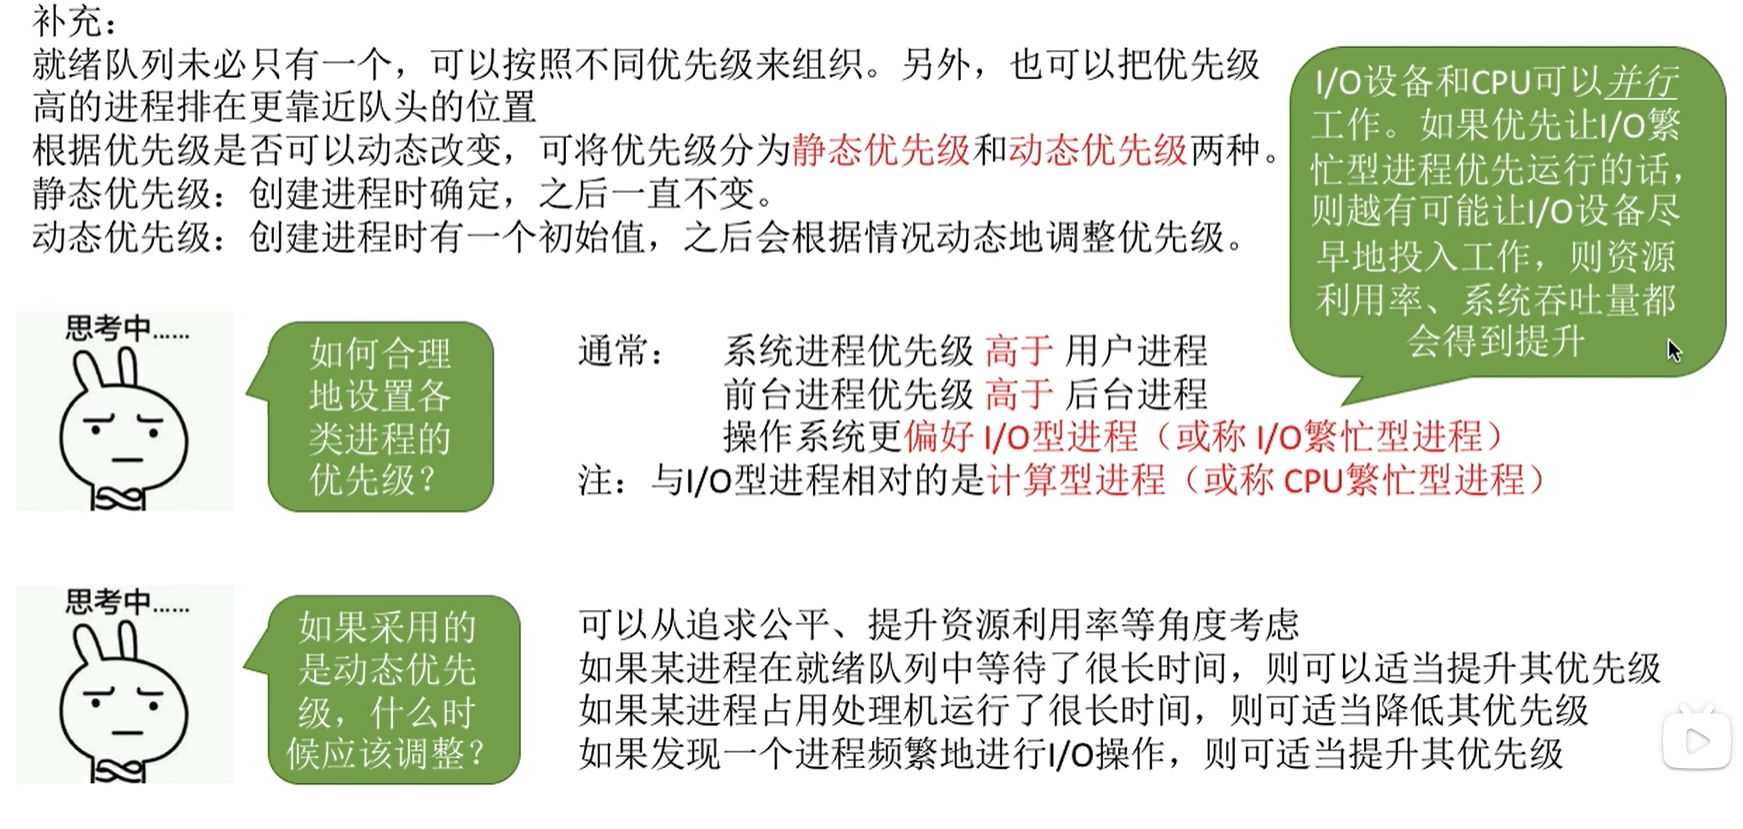 补充：
就绪队列未必只有一个，可以按照不同优先级来组织。另外，也可以把优先级
高的进程排在更靠近队头的位置
根据优先级是否可以动态改变，可将优先级分为静态优先级和动态优先级两种。
静态优先级：创建进程时确定，之后一直不变。
动态优先级：创建进程时有一个初始值，之后会根据情况动态地调整优先级。
I/O设备和CPU可以并行
工作。如果优先让I/O繁
忙型进程优先运行的话，
则越有可能让I/O设备尽
早地投入工作，则资源
利用率、系统吞吐量都
会得到提升
思考中……
如何合理
地设置各
类进程的
优先级？
通常： 系统进程优先级 高于 用户进程
前台进程优先级 高于 后台进程
操作系统更偏好 I/O型进程（或称 I/O繁忙型进程）
注：与I/O型进程相对的是计算型进程（或称 CPU繁忙型进程）
思考中……
如果采用的
是动态优先
级，什么时
候应该调整？
可以从追求公平、提升资源利用率等角度考虑
如果某进程在就绪队列中等待了很长时间，则可以适当提升其优先级
如果某进程占用处理机运行了很长时间，则可适当降低其优先级
如果发现一个进程频繁地进行I/O操作，则可适当提升其优先级